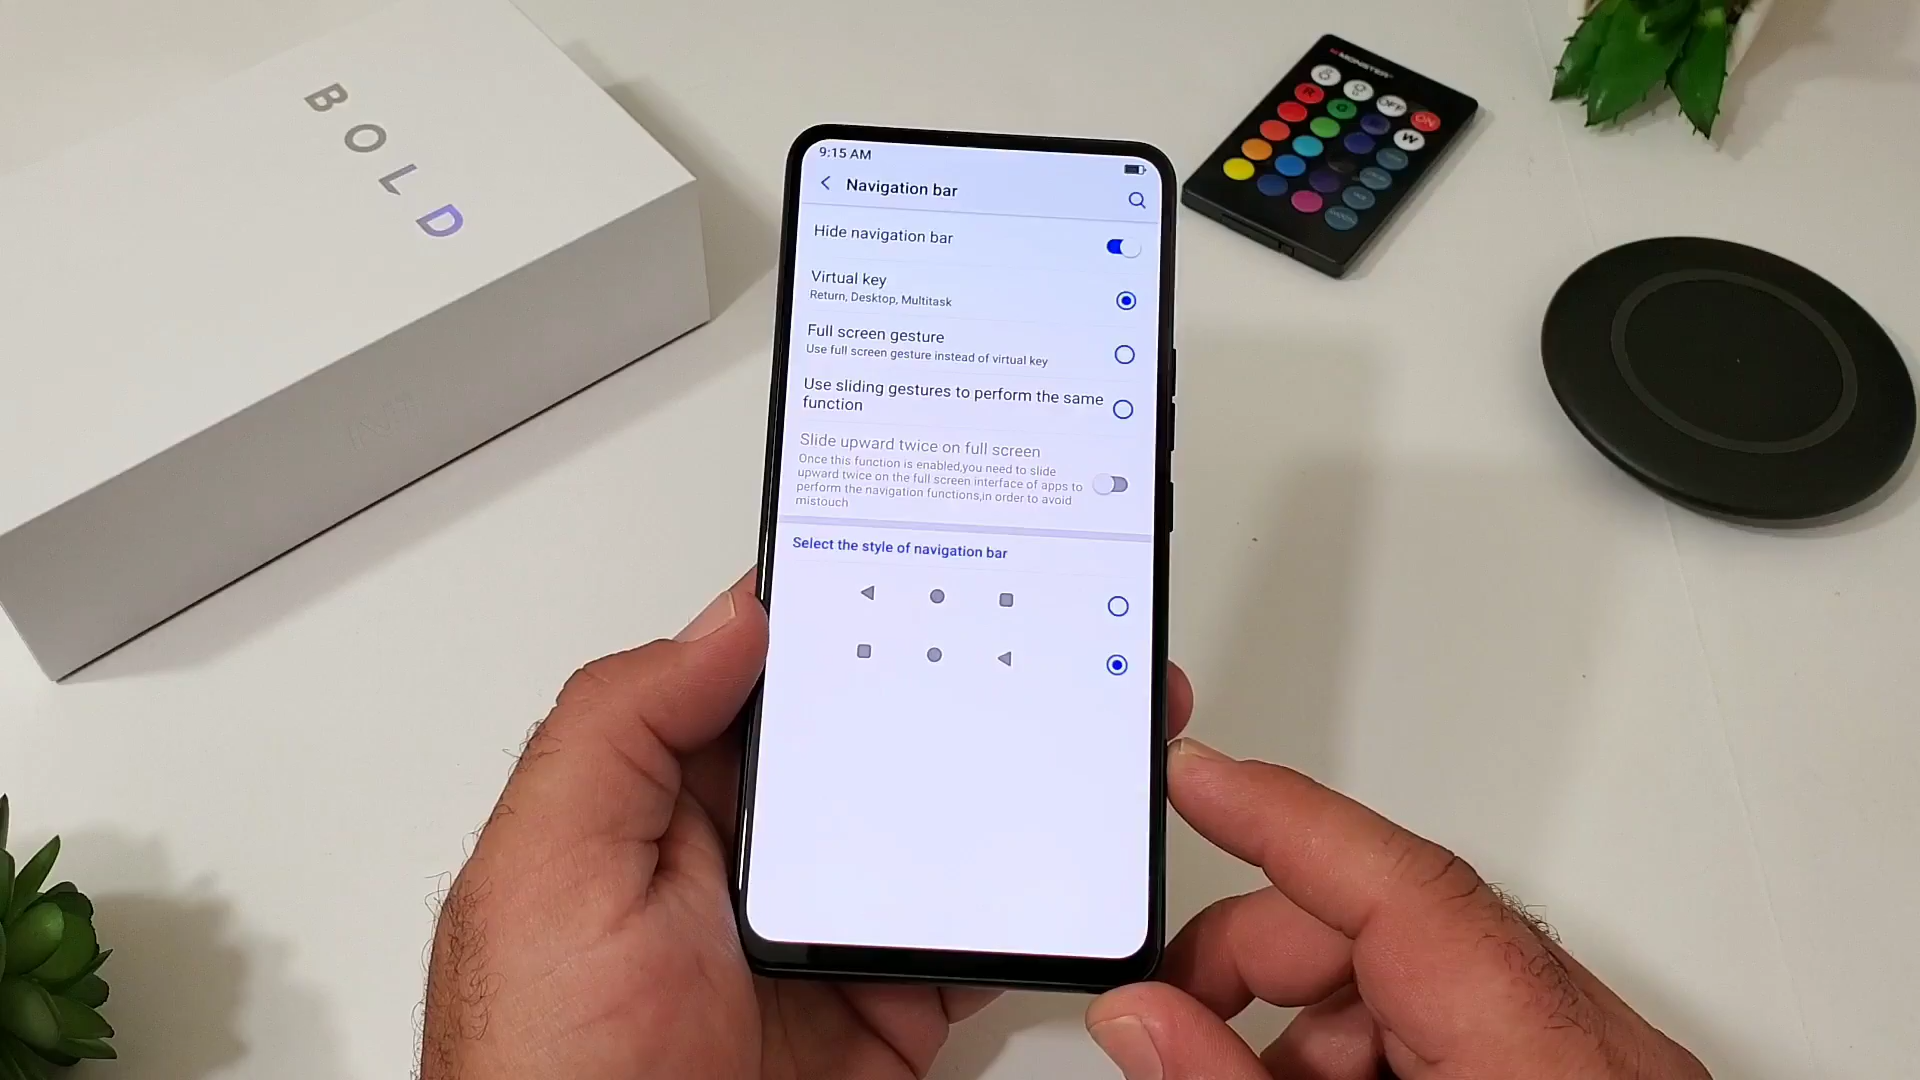 BOLD
MONSTER
OFF
ON
R
G
W
9:15 AM
Navigation bar
Hide navigation bar
Virtual key
Return, Desktop, Multitask
Full screen gesture
Use full screen gesture instead of virtual key
Use sliding gestures to perform the same
function
Slide upward twice on full screen
Once this function is enabled,you need to slide
upward twice on the full screen interface of apps to
perform the navigation functions,in order to avoid
mistouch
Select the style of navigation bar